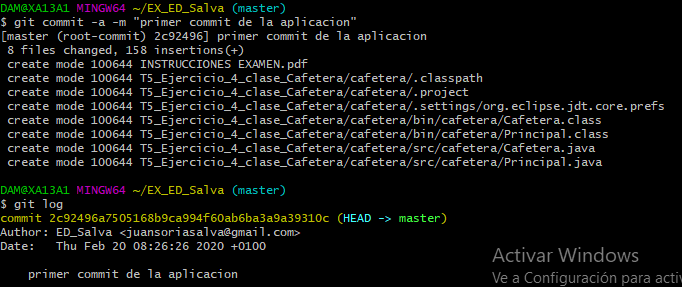 DAM@XA13A1 MINGW64 ~/EX_ED_Salva (master)
$ git commit -a -m "primer commit de la aplicacion"
[master (root-commit) 2c92496] primer commit de la aplicacion
 8 files changed, 158 insertions(+)
 create mode 100644 INSTRUCCIONES EXAMEN.pdf
 create mode 100644 T5_Ejercicio_4_clase_Cafetera/cafetera/.classpath
 create mode 100644 T5_Ejercicio_4_clase_Cafetera/cafetera/.project
 create mode 100644 T5_Ejercicio_4_clase_Cafetera/cafetera/.settings/org.eclipse.jdt.core.prefs
 create mode 100644 T5_Ejercicio_4_clase_Cafetera/cafetera/bin/cafetera/Cafetera.class
 create mode 100644 T5_Ejercicio_4_clase_Cafetera/cafetera/bin/cafetera/Principal.class
 create mode 100644 T5_Ejercicio_4_clase_Cafetera/cafetera/src/cafetera/Cafetera.java
 create mode 100644 T5_Ejercicio_4_clase_Cafetera/cafetera/src/cafetera/Principal.java
DAM@XA13A1 MINGW64 ~/EX_ED_Salva (master)
$ git log
commit 2c92496a7505168b9ca994f60ab6ba3a9a39310c (HEAD -> master)
Author: ED_Salva <juansoriasalva@gmail.com>
Date:   Thu Feb 20 08:26:26 2020 +0100
    primer commit de la aplicacion
Activar Windows
Ve a Configuración para activ